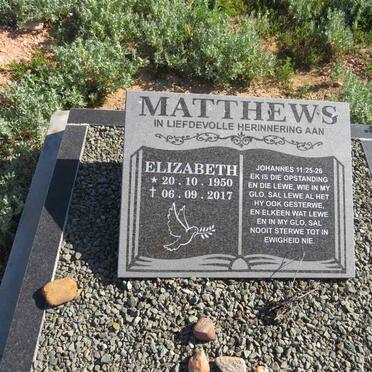 MATTHEWS
IN LIEFDEVOLLE HERINNERING AAN
ELIZABETH
★ 20 . 10 . 1950
✝ 06 . 09 . 2017
JOHANNES 11:25-26
EK IS DIE OPSTANDING
EN DIE LEWE, WIE IN MY
GLO, SAL LEWE AL HET
HY OOK GESTERWE,
EN ELKEEN WAT LEWE
EN IN MY GLO, SAL
NOOIT STERWE TOT IN
EWIGHEID NIE